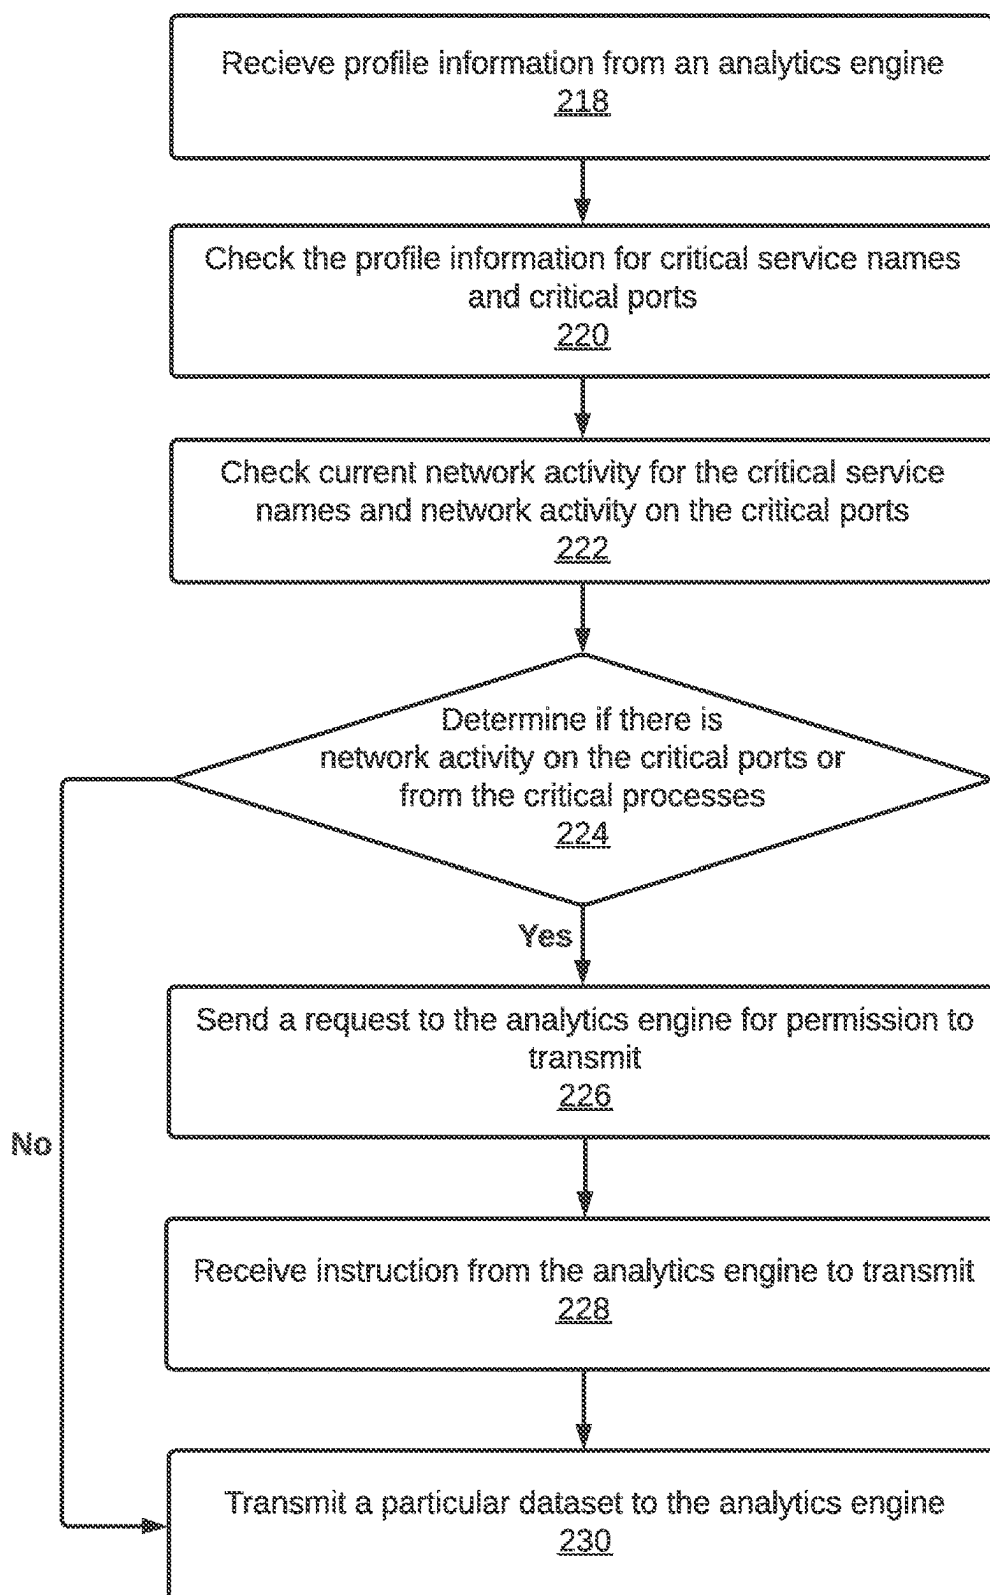 Recieve profile information from an analytics engine
218
Check the profile information for critical service names
and critical ports
220
Check current network activity for the critical service
names and network activity on the critical ports
222
Determine if there is
network activity on the critical ports or
from the critical processes
224
Yes
Send a request to the analytics engine for permission to
transmit
226
No
Receive instruction from the analytics engine to transmit
228
Transmit a particular dataset to the analytics engine
230